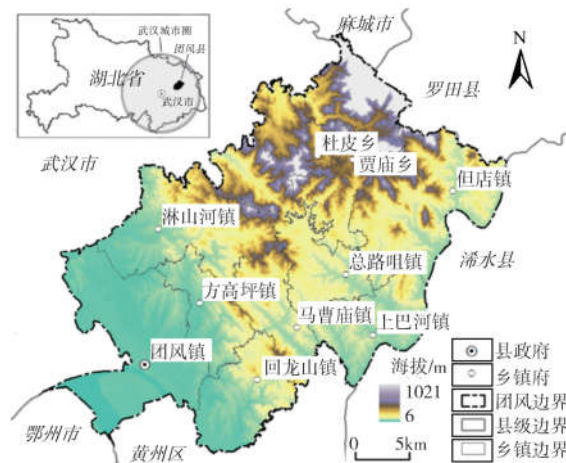 麻城市
N
武汉城市圈
团风县
湖北省
武汉市
罗田县
武汉市
杜皮乡
贾庙乡
但店镇
淋山河镇
总路咀镇
浠水县
方高坪镇
马曹庙镇
上巴河镇
团风镇
回龙山镇
海拔/m
1021
6
0 5km
县政府
乡镇府
团风边界
县级边界
乡镇边界
鄂州市
黄州区